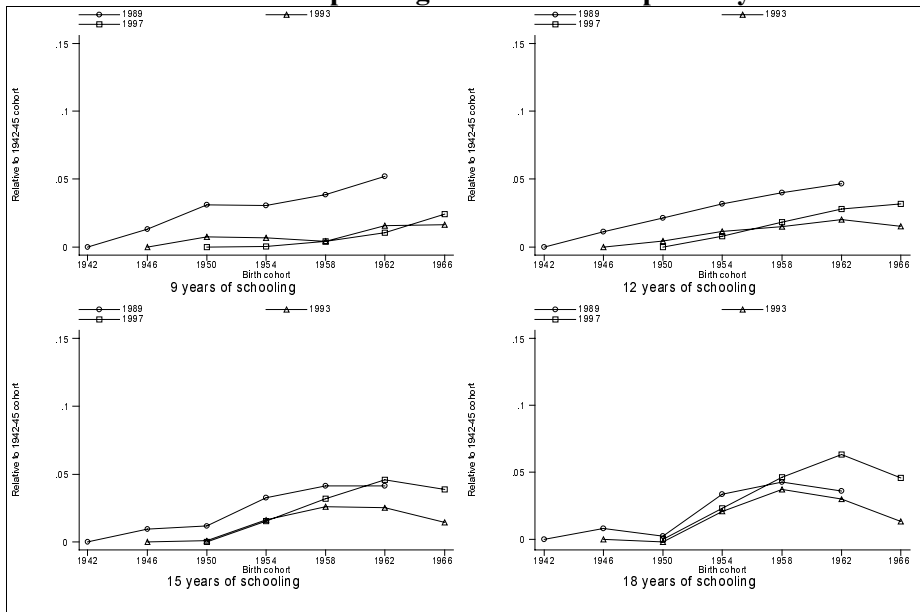 1989 1993
1997
.15
.1
.05
0
Relative to 1942-45 cohort
1942 1946 1950 1954 1958 1962 1966
Birth cohort
9 years of schooling
1989 1993
1997
.15
.1
.05
0
Relative to 1942-45 cohort
1942 1946 1950 1954 1958 1962 1966
Birth cohort
12 years of schooling
1989 1993
1997
.15
.1
.05
0
Relative to 1942-45 cohort
1942 1946 1950 1954 1958 1962 1966
Birth cohort
15 years of schooling
1989 1993
1997
.15
.1
.05
0
Relative to 1942-45 cohort
1942 1946 1950 1954 1958 1962 1966
Birth cohort
18 years of schooling